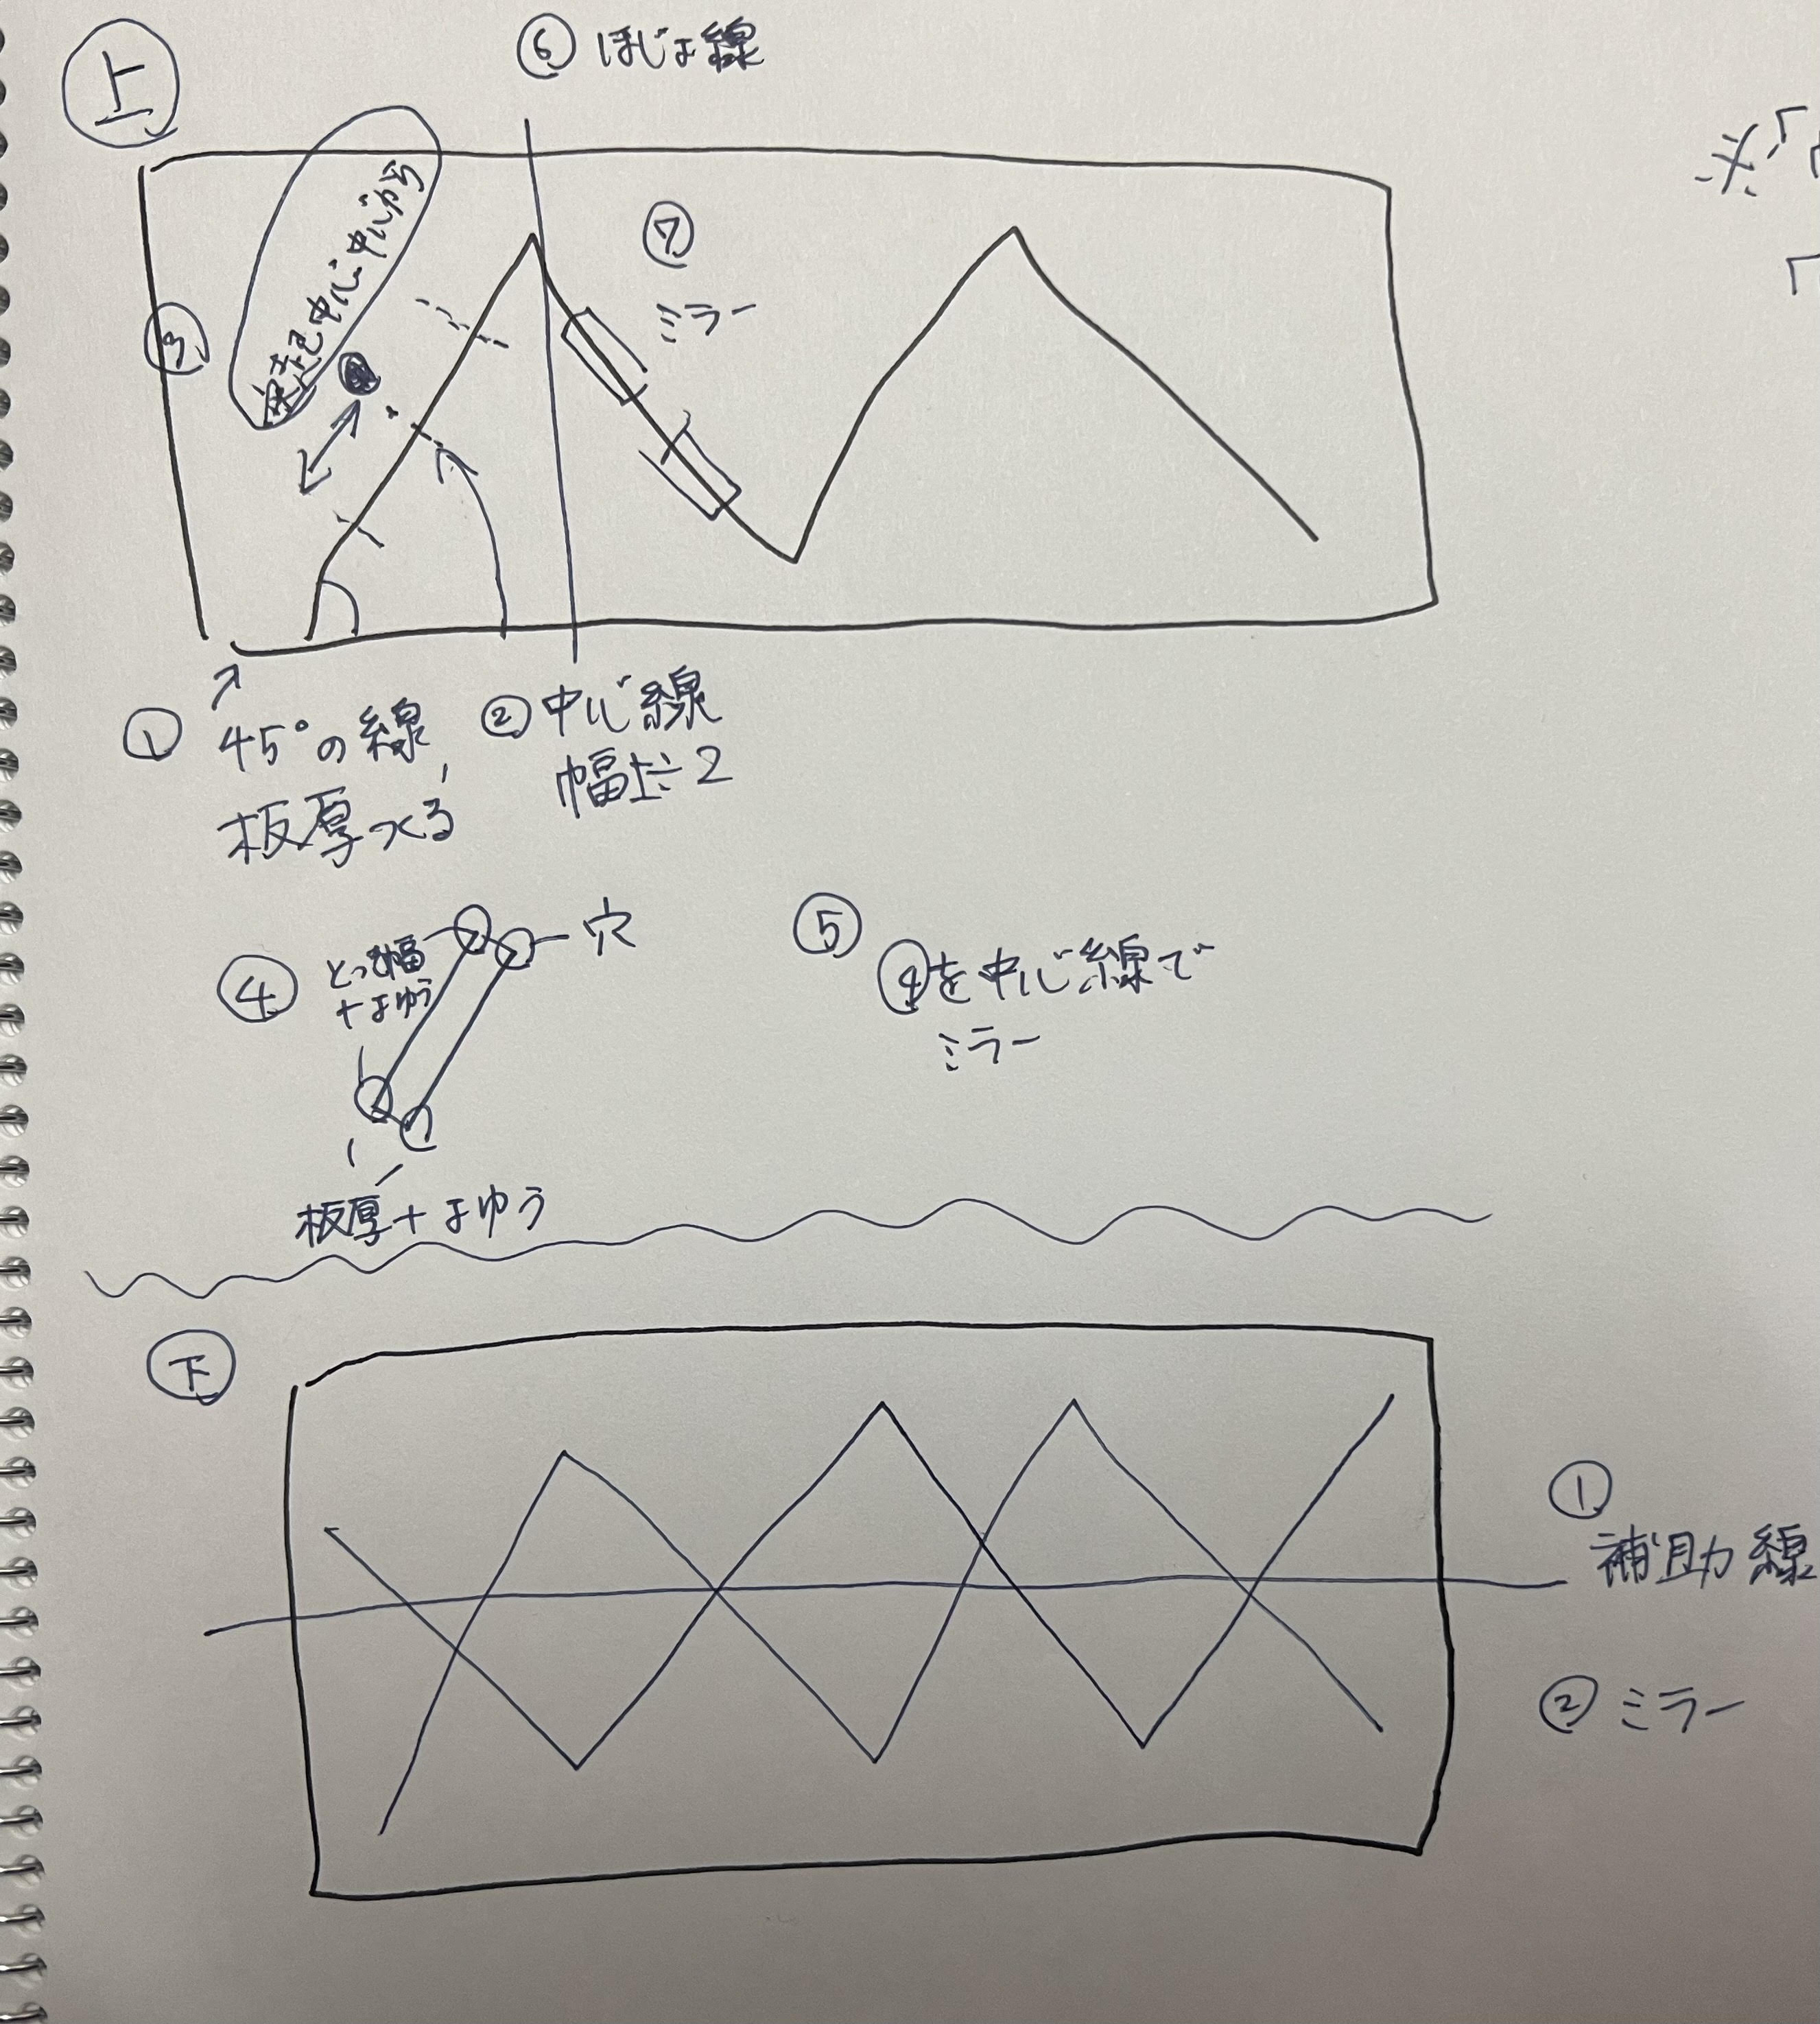 上
⑥ ほじょ線
③
中心中心から
⑦
ミラー
※「
「
① 45°の線
板厚つくる
② 中心線
幅÷2
④ とって幅
+よゆう
穴
板厚+よゆう
⑤
④を中心線で
ミラー
下
①
補助線
② ミラー